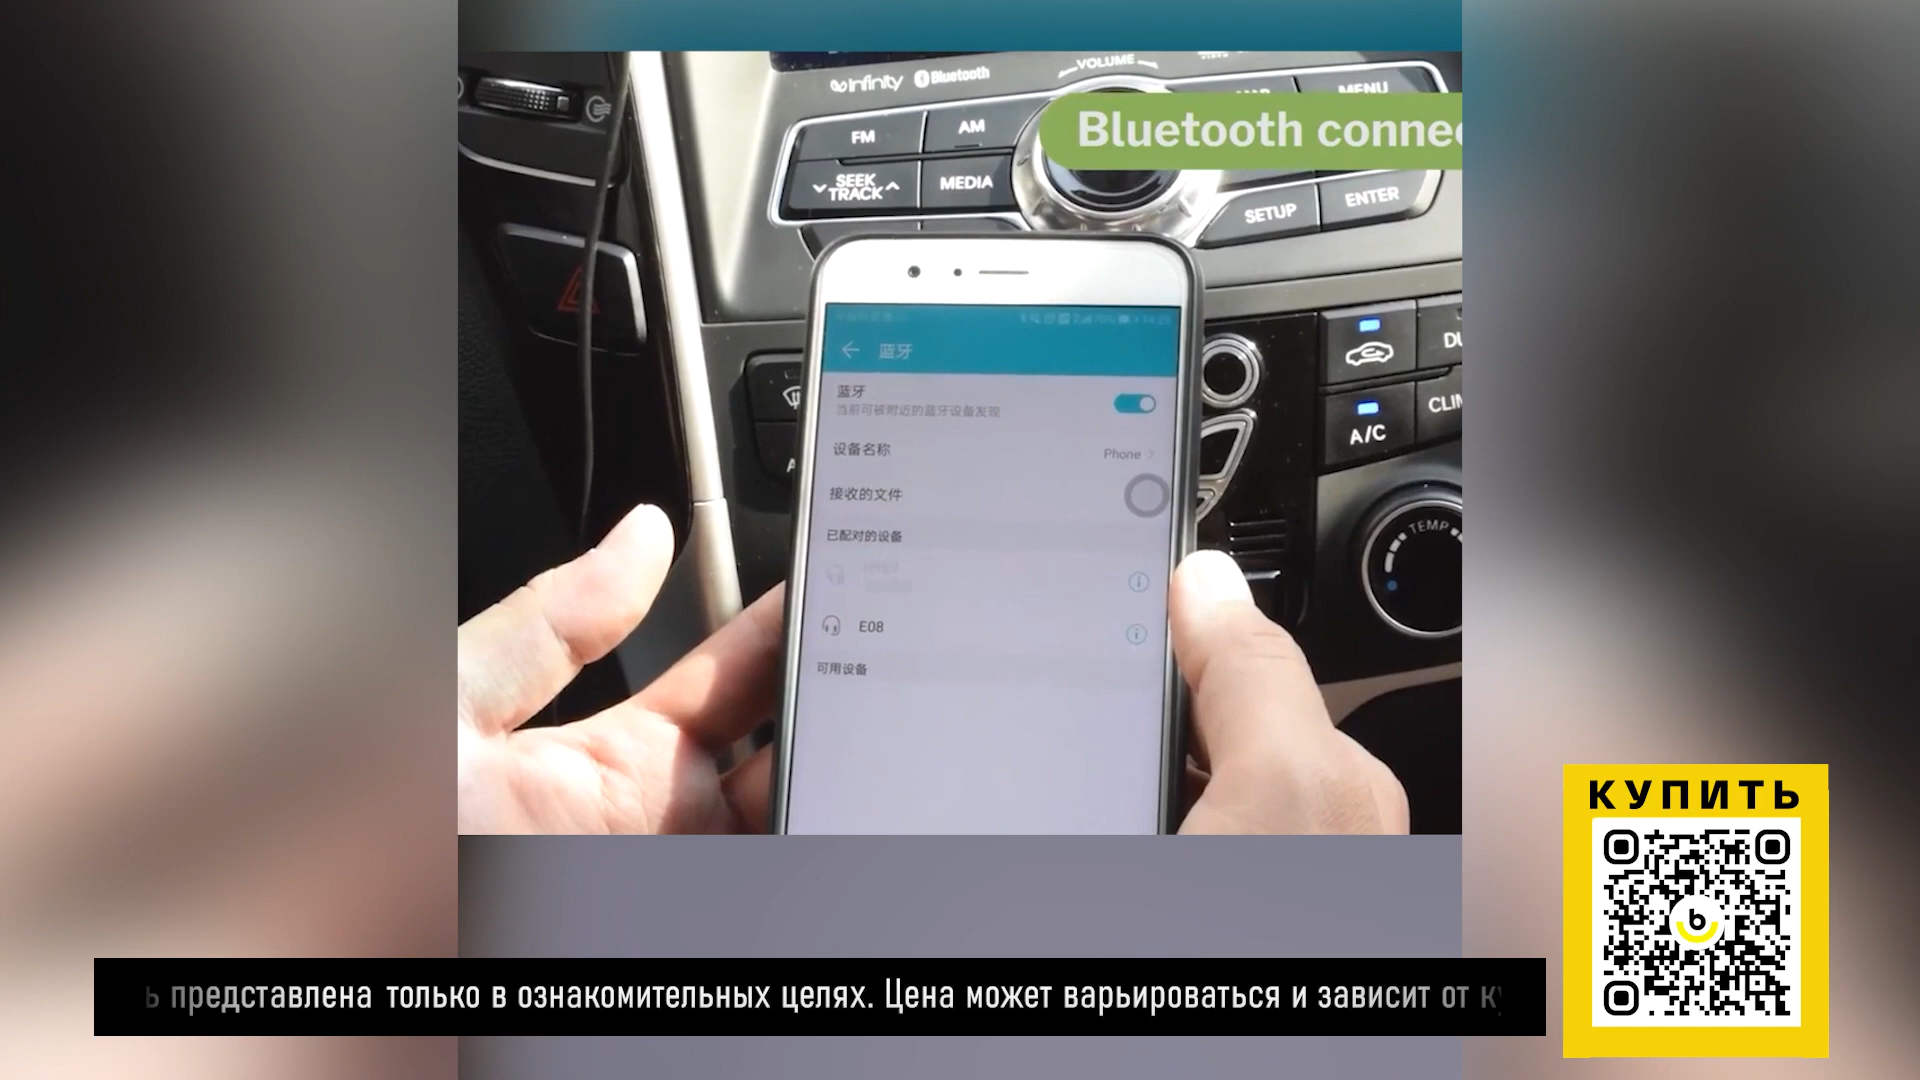 infinity Bluetooth
VOLUME
MENU
FM
AM
Bluetooth connec
SEEK
TRACK
MEDIA
SETUP
ENTER
蓝牙
蓝牙
当前可被附近的蓝牙设备发现
设备名称
Phone
接收的文件
已配对的设备
E08
可用设备
DU
CLIM
A/C
TEMP
КУПИТЬ
b
ь представлена только в ознакомительных целях. Цена может варьироваться и зависит от к